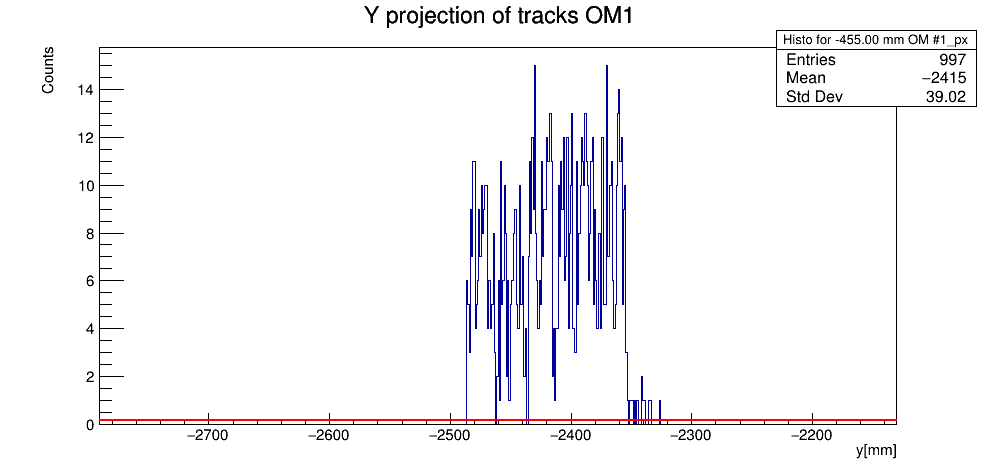 Y projection of tracks OM1
Histo for -455.00 mm OM #1_px
Entries 997
Mean −2415
Std Dev 39.02
Counts
14
12
10
8
6
4
2
0
−2700 −2600 −2500 −2400 −2300 −2200
y[mm]